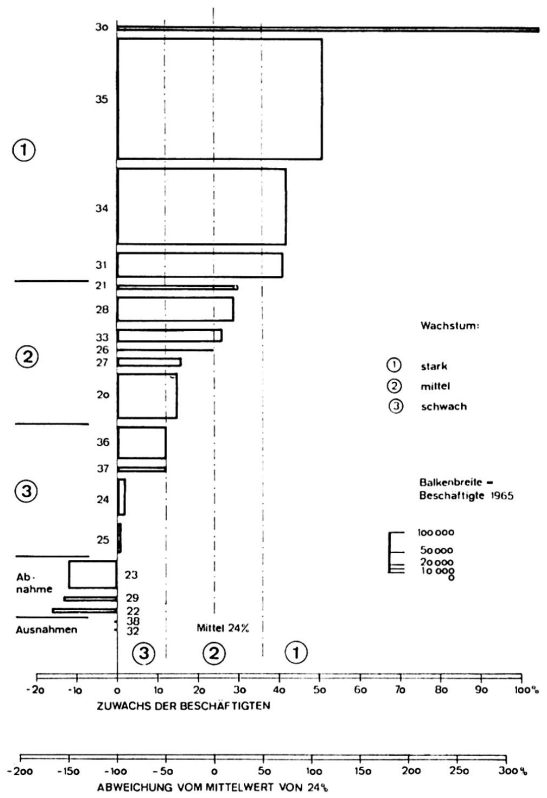 30
35
①
34
31
21
28
33
26
②
27
20
36
37
③
24
25
Ab-
nahme
23
29
22
38
Ausnahmen
32
Mittel 24%
③ ② ①
Wachstum:
① stark
② mittel
③ schwach
Balkenbreite =
Beschaftigte 1965
100 000
50 000
20 000
10 000
0
-20 -10 0 10 20 30 40 50 60 70 80 90 100%
ZUWACHS DER BESCHÄFTIGTEN
-200 -150 -100 -50 0 50 100 150 200 250 300%
ABWEICHUNG VOM MITTELWERT VON 24%